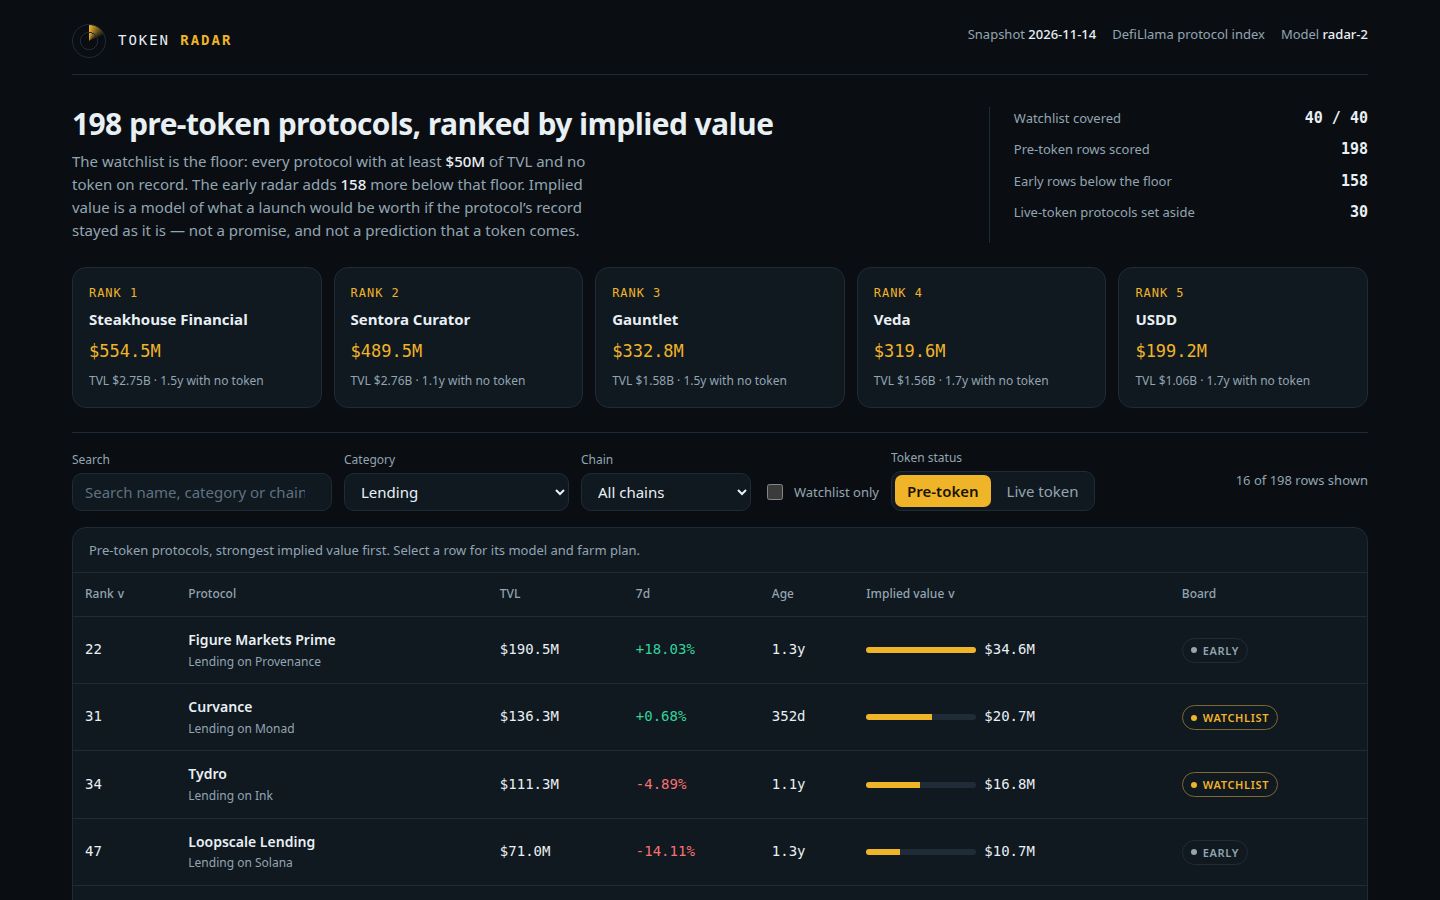 TOKEN RADAR
Snapshot 2026-11-14 DefiLlama protocol index Model radar-2
198 pre-token protocols, ranked by implied value
The watchlist is the floor: every protocol with at least $50M of TVL and no
token on record. The early radar adds 158 more below that floor. Implied
value is a model of what a launch would be worth if the protocol’s record
stayed as it is — not a promise, and not a prediction that a token comes.
Watchlist covered 40 / 40
Pre-token rows scored 198
Early rows below the floor 158
Live-token protocols set aside 30
RANK 1
Steakhouse Financial
$554.5M
TVL $2.75B · 1.5y with no token
RANK 2
Sentora Curator
$489.5M
TVL $2.76B · 1.1y with no token
RANK 3
Gauntlet
$332.8M
TVL $1.58B · 1.5y with no token
RANK 4
Veda
$319.6M
TVL $1.56B · 1.7y with no token
RANK 5
USDD
$199.2M
TVL $1.06B · 1.7y with no token
Search
Search name, category or chain
Category
Lending
Chain
All chains
Watchlist only
Token status
Pre-token Live token
16 of 198 rows shown
Pre-token protocols, strongest implied value first. Select a row for its model and farm plan.
Rank v Protocol TVL 7d Age Implied value v Board
22 Figure Markets Prime $190.5M +18.03% 1.3y $34.6M EARLY
Lending on Provenance
31 Curvance $136.3M +0.68% 352d $20.7M WATCHLIST
Lending on Monad
34 Tydro $111.3M -4.89% 1.1y $16.8M WATCHLIST
Lending on Ink
47 Loopscale Lending $71.0M -14.11% 1.3y $10.7M EARLY
Lending on Solana